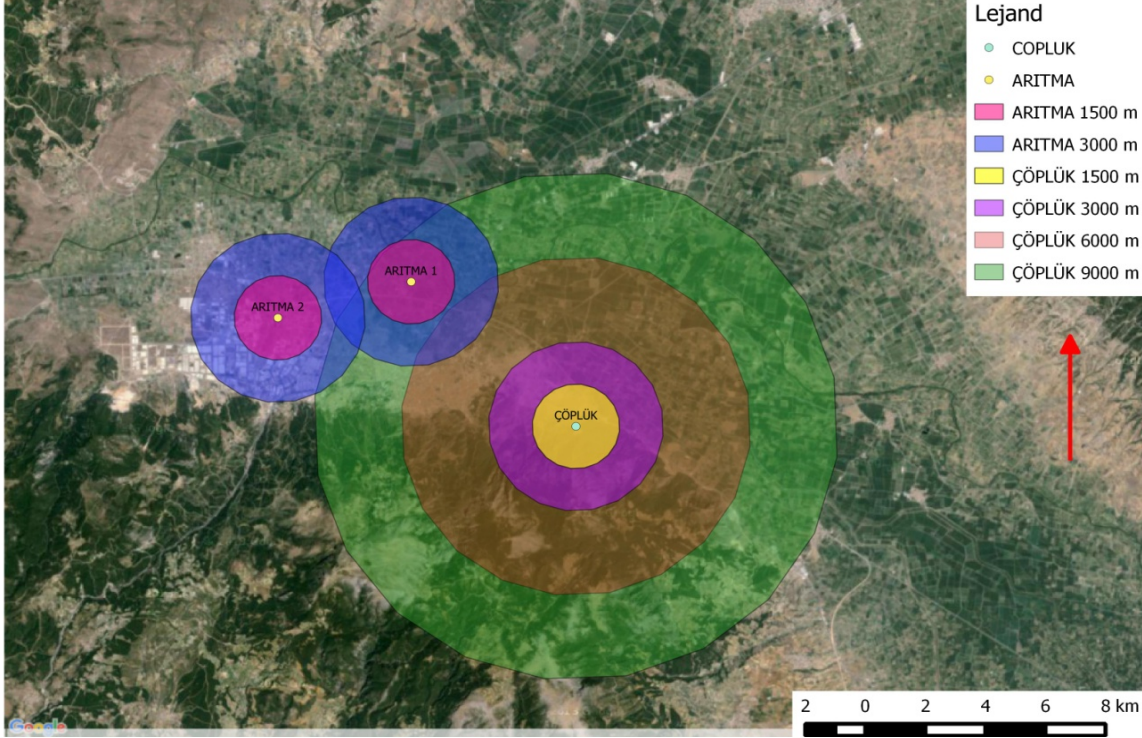 Lejand
COPLUK
ARITMA
ARITMA 1500 m
ARITMA 3000 m
ÇÖPLÜK 1500 m
ÇÖPLÜK 3000 m
ÇÖPLÜK 6000 m
ÇÖPLÜK 9000 m
ARITMA 1
ARITMA 2
ÇÖPLÜK
2 0 2 4 6 8 km
Google